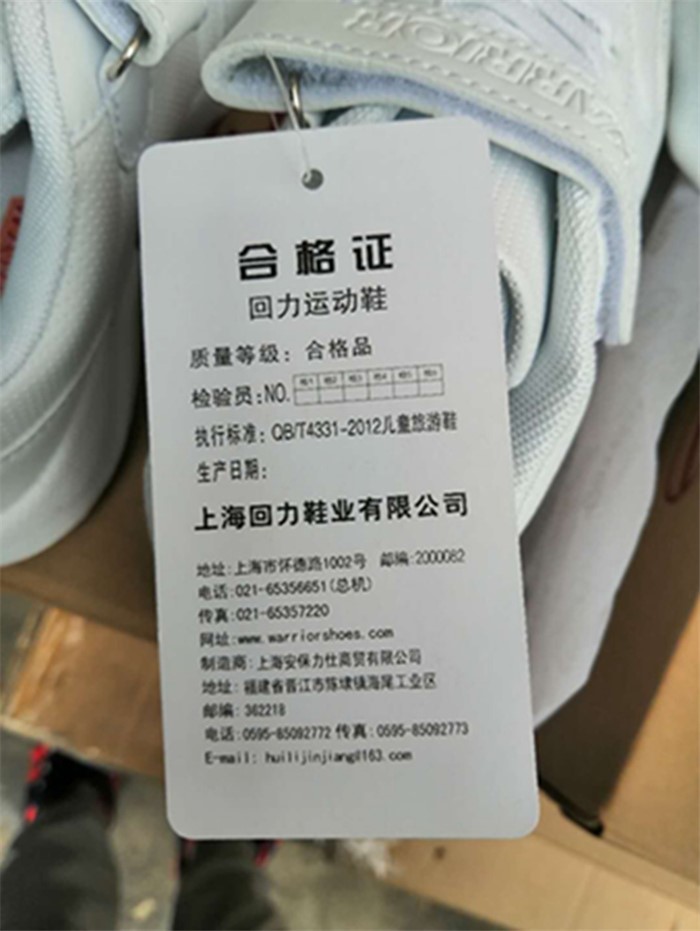 WARRIOR
合格证
回力运动鞋
质量等级：合格品
检验员:NO.
执行标准：QB/T4331-2012儿童旅游鞋
生产日期：
上海回力鞋业有限公司
地址:上海市怀德路1002号 邮编:2000082
电话:021-65356651(总机)
传真:021-65357220
网址:www.warriorshoes.com
制造商：上海安保力仕商贸有限公司
地址：福建省晋江市陈埭镇海尾工业区
邮编：362218
电话:0595-85092772 传真:0595-85092773
E-mail: huilijinjiang@163.com